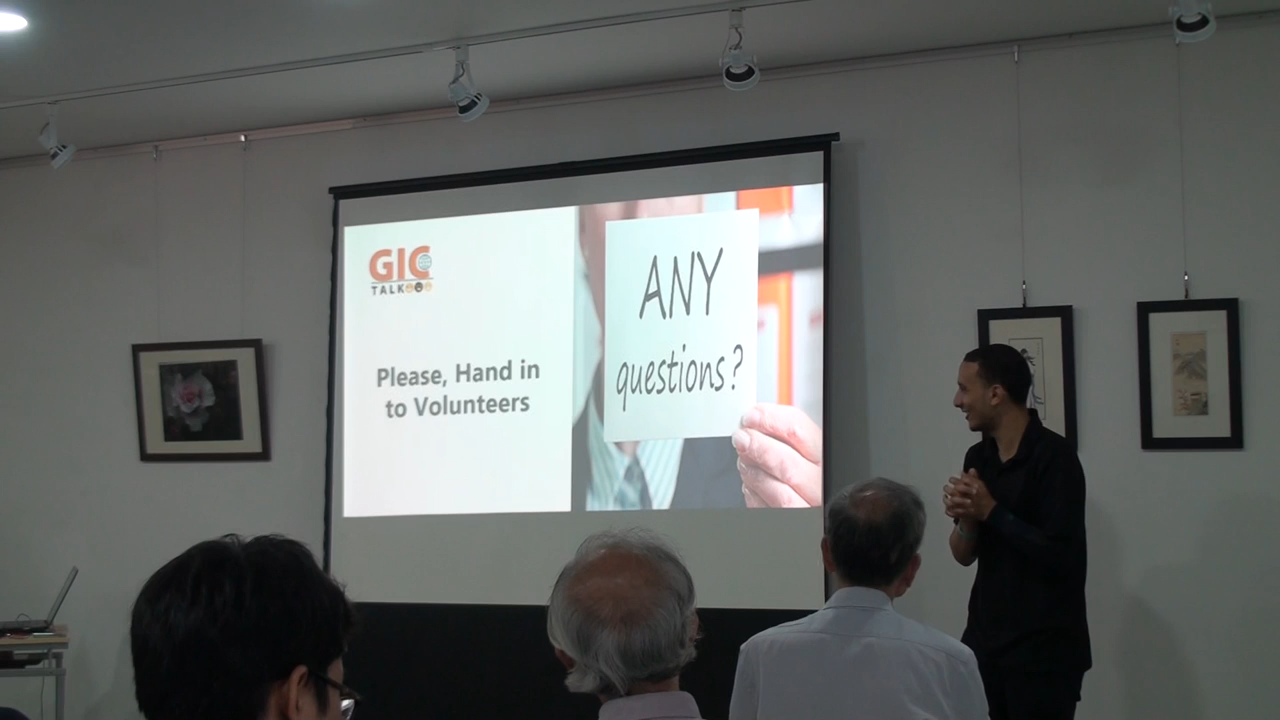 GIC
TALK
Please, Hand in
to Volunteers
ANY
questions?